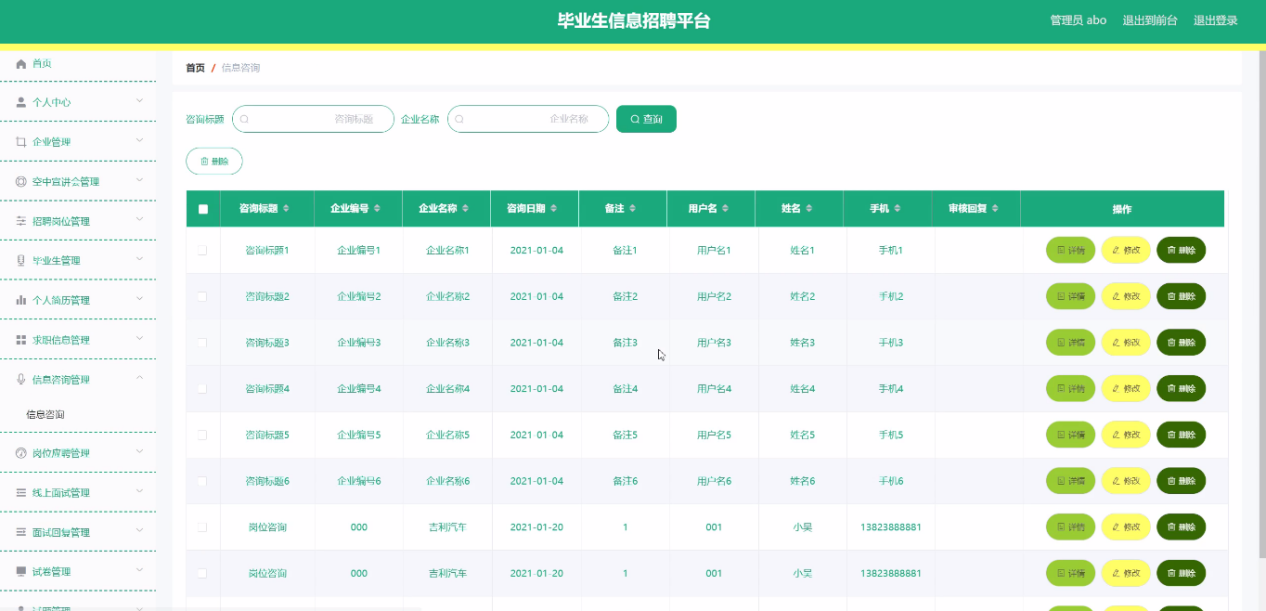 毕业生信息招聘平台
管理员 abo 退出到前台 退出登录
首页
个人中心
企业管理
空中宣讲会管理
招聘岗位管理
毕业生管理
个人简历管理
求职信息管理
信息咨询管理
信息咨询
岗位应聘管理
线上面试管理
面试回复管理
试卷管理
首页 / 信息咨询
咨询标题 咨询标题 企业名称 企业名称 查询
删除
咨询标题 企业编号 企业名称 咨询日期 备注 用户名 姓名 手机 审核回复 操作
咨询标题1 企业编号1 企业名称1 2021-01-04 备注1 用户名1 姓名1 手机1 详情 修改 删除
咨询标题2 企业编号2 企业名称2 2021-01-04 备注2 用户名2 姓名2 手机2 详情 修改 删除
咨询标题3 企业编号3 企业名称3 2021-01-04 备注3 用户名3 姓名3 手机3 详情 修改 删除
咨询标题4 企业编号4 企业名称4 2021-01-04 备注4 用户名4 姓名4 手机4 详情 修改 删除
咨询标题5 企业编号5 企业名称5 2021-01-04 备注5 用户名5 姓名5 手机5 详情 修改 删除
咨询标题6 企业编号6 企业名称6 2021-01-04 备注6 用户名6 姓名6 手机6 详情 修改 删除
岗位咨询 000 吉利汽车 2021-01-20 1 001 小吴 13823888881 详情 修改 删除
岗位咨询 000 吉利汽车 2021-01-20 1 001 小吴 13823888881 详情 修改 删除